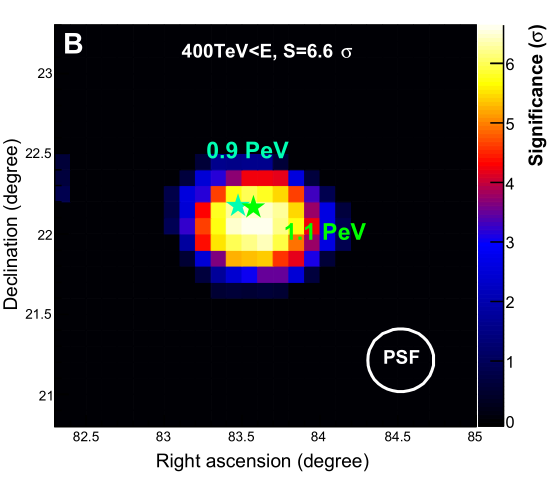 B
400TeV<E, S=6.6 σ
0.9 PeV
1.1 PeV
PSF
Declination (degree)
23
22.5
22
21.5
21
82.5 83 83.5 84 84.5 85
Right ascension (degree)
Significance (σ)
6
5
4
3
2
1
0